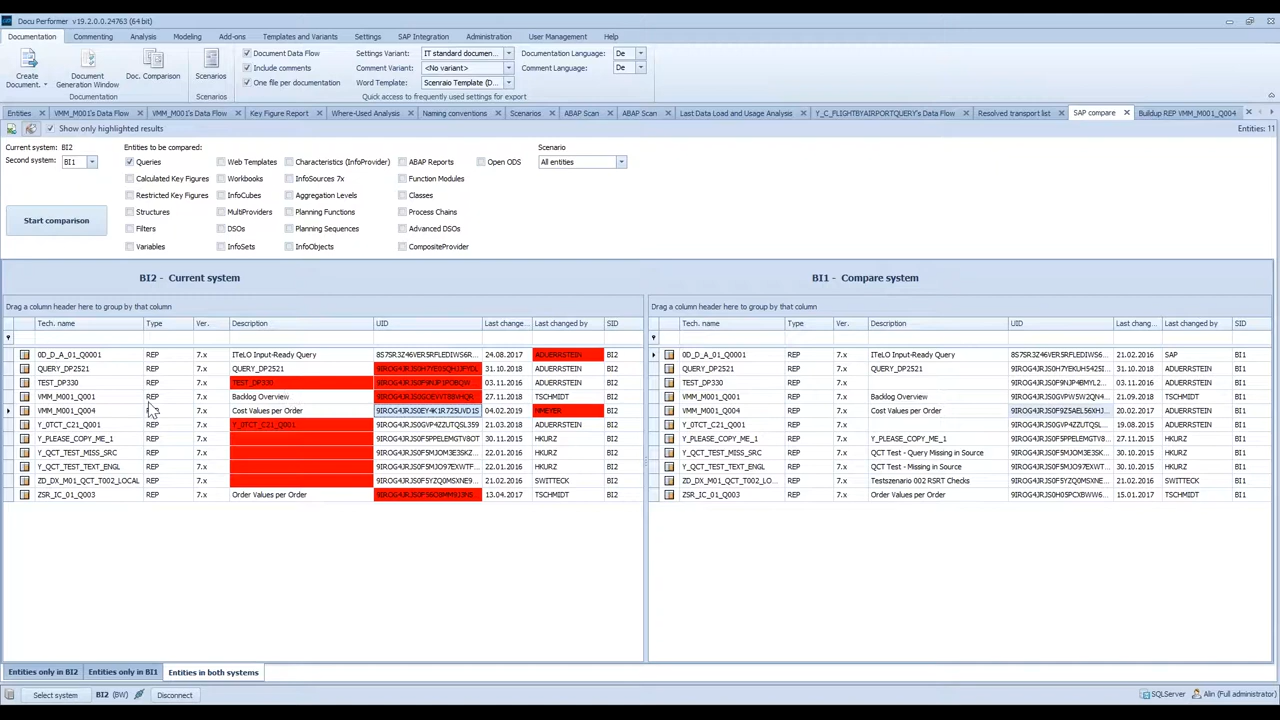 Docu Performer v19.2.0.0.24763 (64 bit)
Documentation Commenting Analysis Modeling Add-ons Templates and Variants Settings SAP Integration Administration User Management Help
Create Document. Document Generation Window Doc. Comparison Scenarios
Document Data Flow Settings Variant: IT standard documen... Documentation Language: De
Include comments Comment Variant: <No variant> Comment Language: De
One file per documentation Word Template: Scenraio Template (D...
Documentation Scenarios Quick access to frequently used settings for export
Entities VMM_M001's Data Flow VMM_M001's Data Flow Key Figure Report Where-Used Analysis Naming conventions Scenarios ABAP Scan ABAP Scan Last Data Load and Usage Analysis Y_C_FLIGHTBYAIRPORTQUERY's Data Flow Resolved transport list SAP compare Buildup REP VMM_M001_Q004
Show only highlighted results Entities: 11
Current system: BI2 Entities to be compared: Scenario
Second system: BI1 Queries Web Templates Characteristics (InfoProvider) ABAP Reports Open ODS All entities
Calculated Key Figures Workbooks InfoSources 7x Function Modules
Restricted Key Figures InfoCubes Aggregation Levels Classes
Start comparison Structures MultiProviders Planning Functions Process Chains
Filters DSOs Planning Sequences Advanced DSOs
Variables InfoSets InfoObjects CompositeProvider
BI2 - Current system BI1 - Compare system
Drag a column header here to group by that column Drag a column header here to group by that column
Tech. name Type Ver. Description UID Last change... Last changed by SID Tech. name Type Ver. Description UID Last chang... Last changed by SID
0D_D_A_01_Q0001 REP 7.x ITeLO Input-Ready Query 24.08.2017 ADUERRSTEIN BI2 0D_D_A_01_Q0001 REP 7.x ITeLO Input-Ready Query 21.02.2016 SAP BI1
QUERY_DP2521 REP 7.x QUERY_DP2521 31.10.2018 ADUERRSTEIN BI2 QUERY_DP2521 REP 7.x QUERY_DP2521 31.10.2018 ADUERRSTEIN BI1
TEST_DP330 REP 7.x TEST_DP330 ADUERRSTEIN BI2 TEST_DP330 REP 7.x ADUERRSTEIN BI1
VMM_M001_Q001 REP 7.x Backlog Overview 27.11.2018 TSCHMIDT BI2 VMM_M001_Q001 REP 7.x Backlog Overview 21.09.2018 TSCHMIDT BI1
VMM_M001_Q004 REP 7.x Cost Values per Order 04.02.2019 NMEYER BI2 VMM_M001_Q004 REP 7.x Cost Values per Order 20.02.2017 ADUERRSTEIN BI1
Y_0TCT_C21_Q001 REP 7.x Y_0TCT_C21_Q001 21.03.2018 ADUERRSTEIN BI2 Y_0TCT_C21_Q001 REP 7.x 19.08.2015 ADUERRSTEIN BI1
Y_PLEASE_COPY_ME_1 REP 7.x 30.11.2015 HKURZ BI2 Y_PLEASE_COPY_ME_1 REP 7.x Y_PLEASE_COPY_ME_1 27.11.2015 HKURZ BI1
Y_QCT_TEST_MISS_SRC REP 7.x 22.01.2016 HKURZ BI2 Y_QCT_TEST_MISS_SRC REP 7.x QCT Test - Query Missing in Source 30.10.2015 HKURZ BI1
Y_QCT_TEST_TEXT_ENGL REP 7.x 22.01.2016 HKURZ BI2 Y_QCT_TEST_TEXT_ENGL REP 7.x QCT Test - Missing in Source 30.10.2015 HKURZ BI1
ZD_DX_M01_QCT_T002_LOCAL REP 7.x 21.02.2016 SWITTECK BI2 ZD_DX_M01_QCT_T002_LO... REP 7.x Testszenario 002 RSRT Checks 21.02.2016 SWITTECK BI1
ZSR_IC_01_Q003 REP 7.x Order Values per Order 13.04.2017 TSCHMIDT BI2 ZSR_IC_01_Q003 REP 7.x Order Values per Order 15.01.2017 TSCHMIDT BI1
Entities only in BI2 Entities only in BI1 Entities in both systems
Select system BI2 (BW) Disconnect SQLServer Alin (Full administrator)